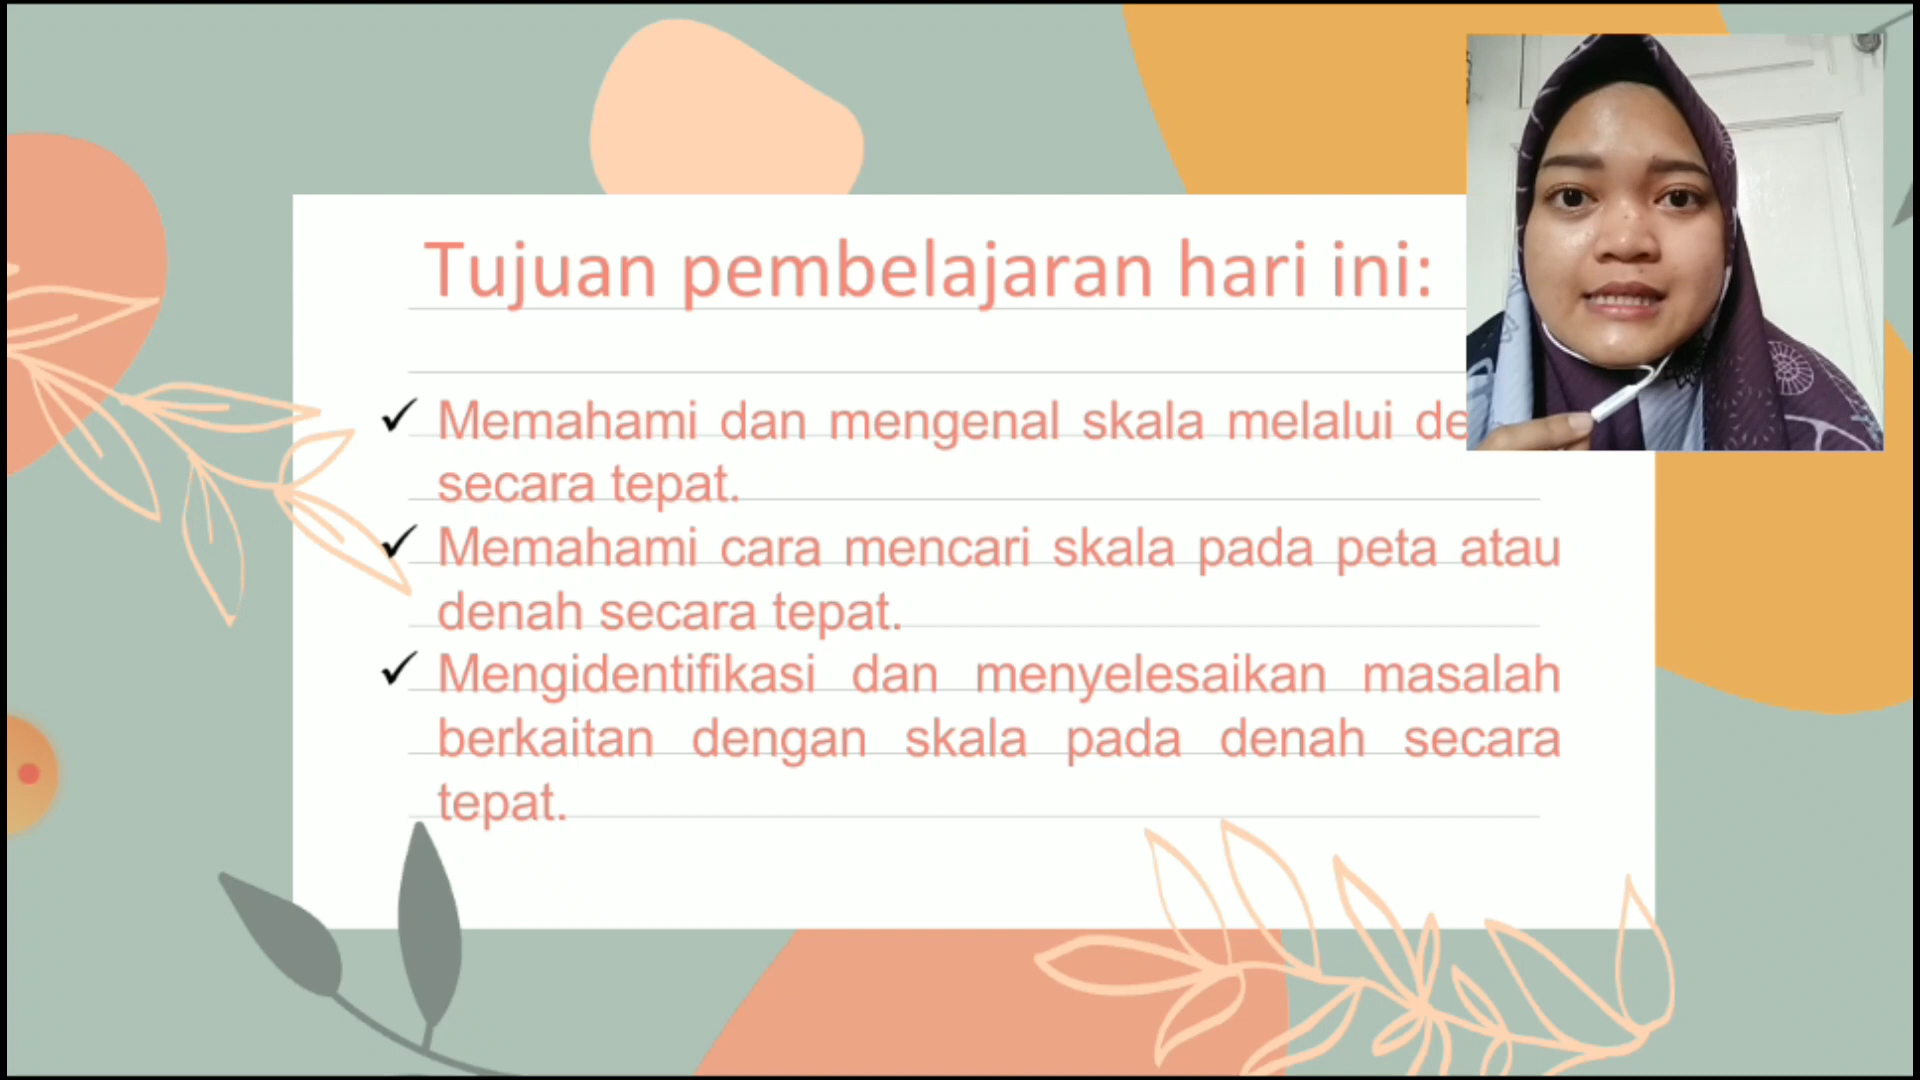 Tujuan pembelajaran hari ini:
Memahami dan mengenal skala melalui
secara tepat.
Memahami cara mencari skala pada peta atau
denah secara tepat.
Mengidentifikasi dan menyelesaikan masalah
berkaitan dengan skala pada denah secara
tepat.